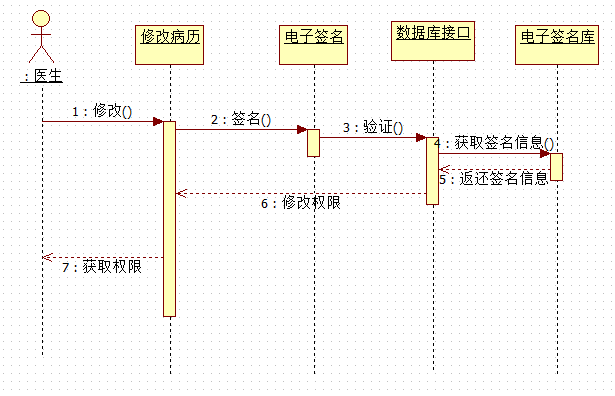 修改病历
电子签名
数据库接口
电子签名库
：医生
1：修改()
2：签名()
3：验证()
4：获取签名信息()
5：返还签名信息
6：修改权限
7：获取权限